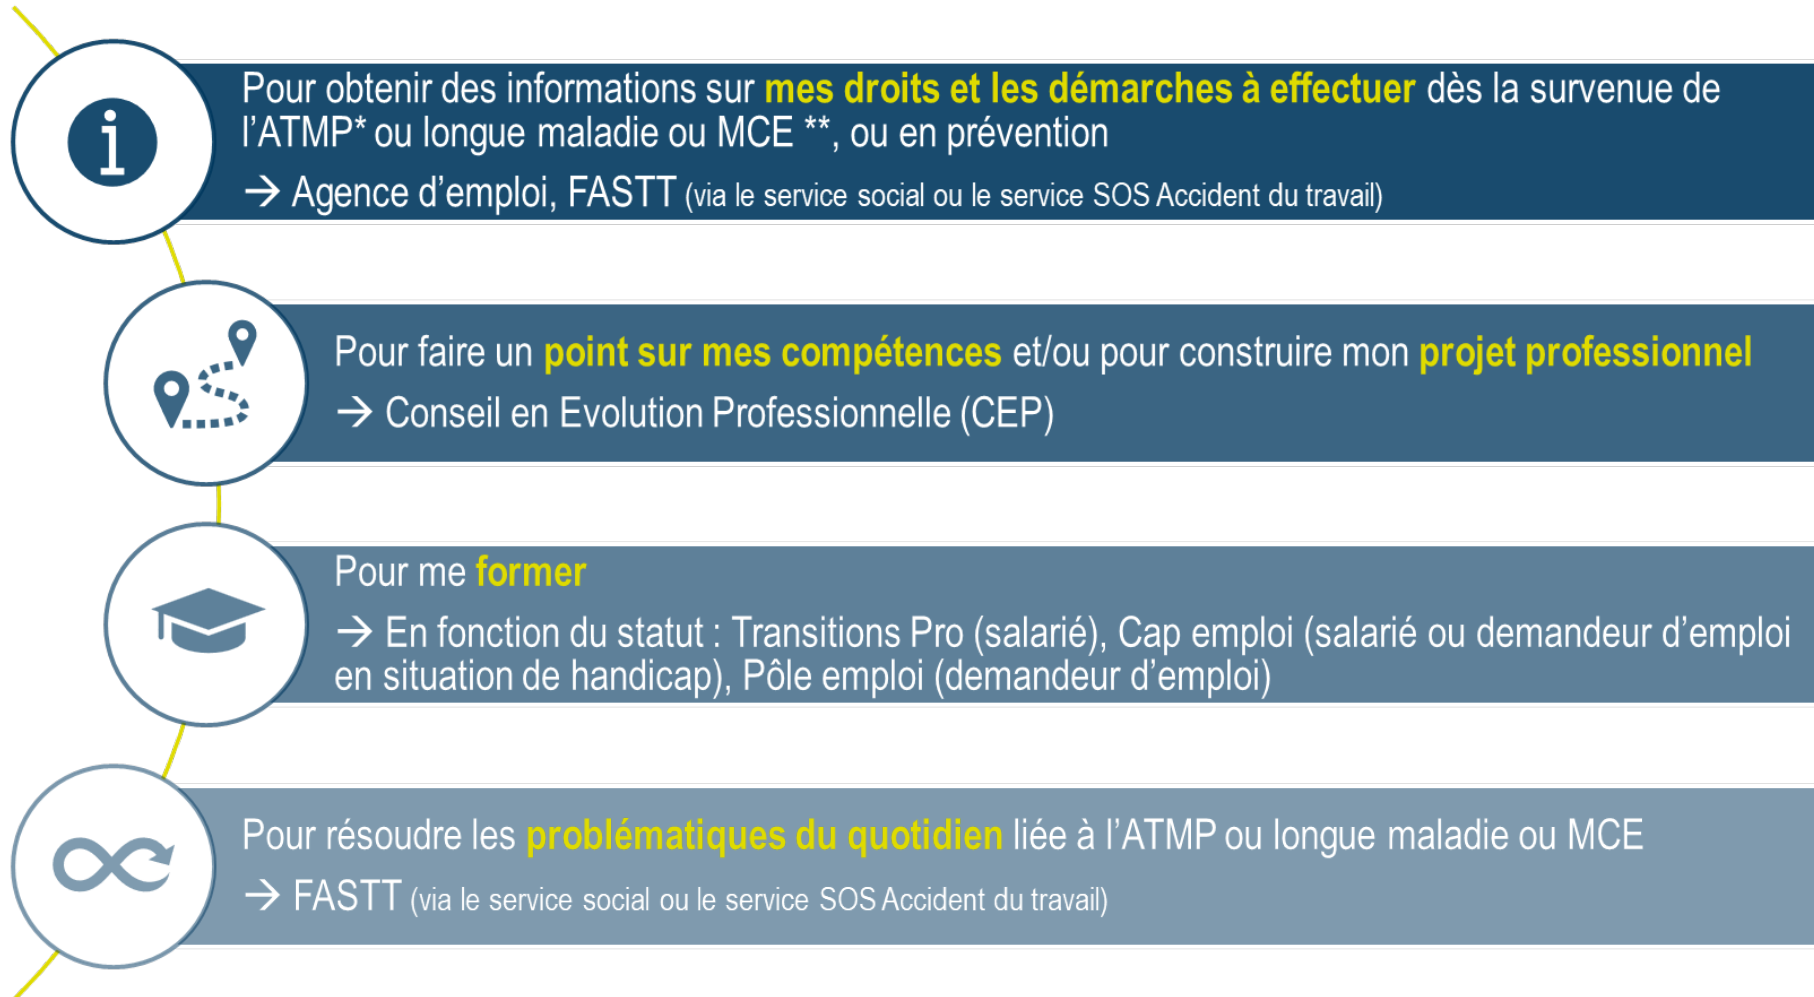 Pour obtenir des informations sur mes droits et les démarches à effectuer dès la survenue de
l’ATMP* ou longue maladie ou MCE **, ou en prévention
→ Agence d’emploi, FASTT (via le service social ou le service SOS Accident du travail)
Pour faire un point sur mes compétences et/ou pour construire mon projet professionnel
→ Conseil en Evolution Professionnelle (CEP)
Pour me former
→ En fonction du statut : Transitions Pro (salarié), Cap emploi (salarié ou demandeur d’emploi
en situation de handicap), Pôle emploi (demandeur d’emploi)
Pour résoudre les problématiques du quotidien liée à l’ATMP ou longue maladie ou MCE
→ FASTT (via le service social ou le service SOS Accident du travail)